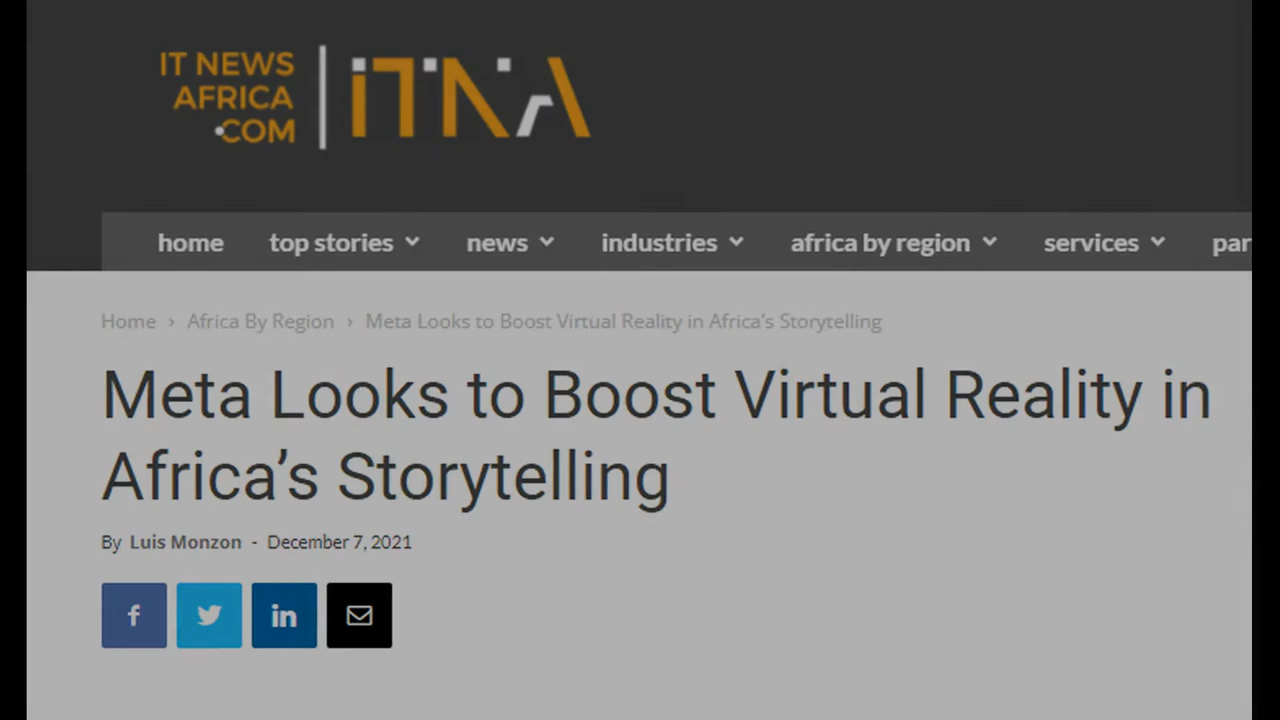 IT NEWS
AFRICA
.COM
iTNA
home top stories news industries africa by region services par
Home › Africa By Region › Meta Looks to Boost Virtual Reality in Africa’s Storytelling
Meta Looks to Boost Virtual Reality in
Africa’s Storytelling
By Luis Monzon - December 7, 2021